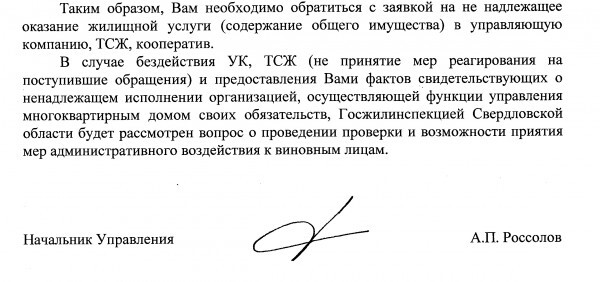 Таким образом, Вам необходимо обратиться с заявкой на не надлежащее
оказание жилищной услуги (содержание общего имущества) в управляющую
компанию, ТСЖ, кооператив.
В случае бездействия УК, ТСЖ (не принятие мер реагирования на
поступившие обращения) и предоставления Вами фактов свидетельствующих о
ненадлежащем исполнении организацией, осуществляющей функции управления
многоквартирным домом своих обязательств, Госжилинспекцией Свердловской
области будет рассмотрен вопрос о проведении проверки и возможности приятия
мер административного воздействия к виновным лицам.
Начальник Управления А.П. Россолов